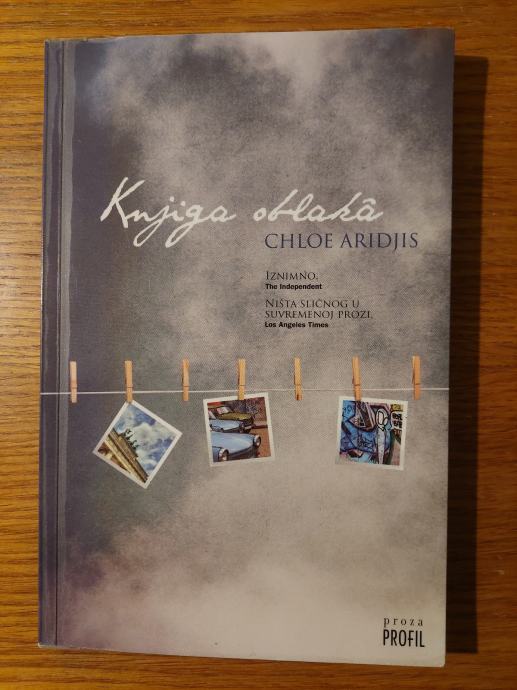 Knjiga oblakâ
CHLOE ARIDJIS
IZNIMNO.
The Independent
NIŠTA SLIČNOG U
SUVREMENOJ PROZI.
Los Angeles Times
proza
PROFIL